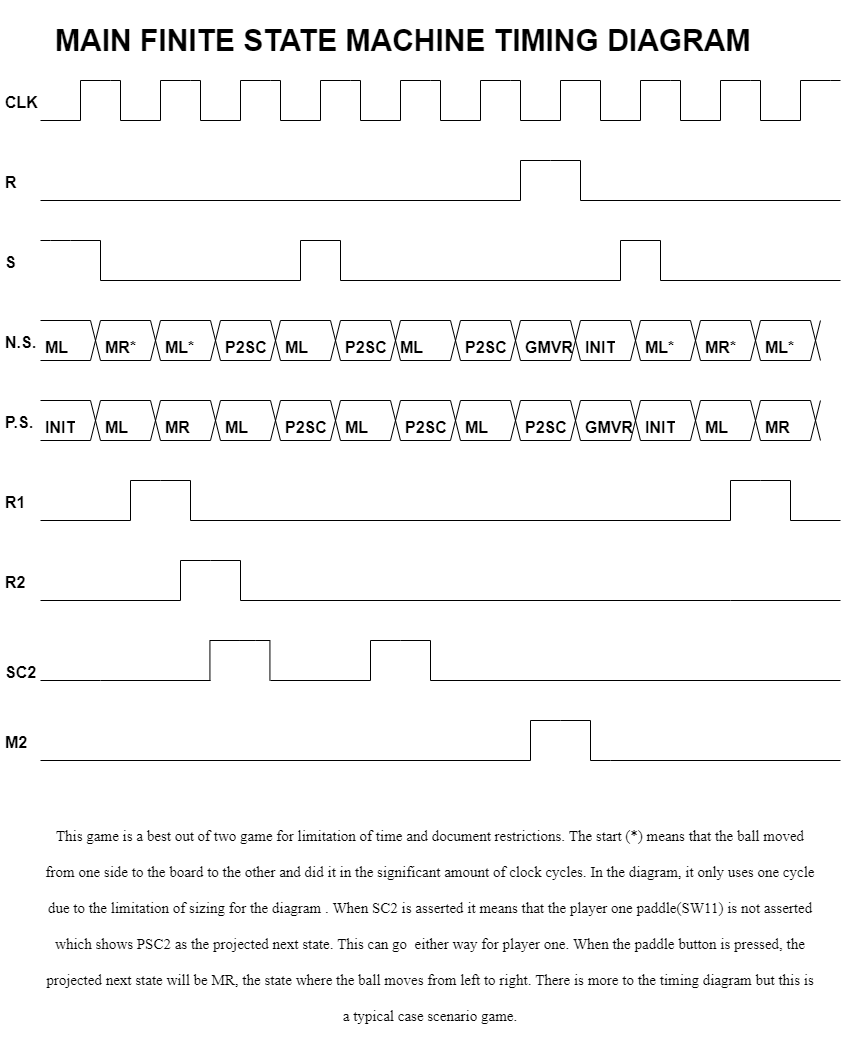 MAIN FINITE STATE MACHINE TIMING DIAGRAM
CLK
R
S
N.S. ML MR* ML* P2SC ML P2SC ML P2SC GMVR INIT ML* MR* ML*
P.S. INIT ML MR ML P2SC ML P2SC ML P2SC GMVR INIT ML MR
R1
R2
SC2
M2
This game is a best out of two game for limitation of time and document restrictions. The start (*) means that the ball moved
from one side to the board to the other and did it in the significant amount of clock cycles. In the diagram, it only uses one cycle
due to the limitation of sizing for the diagram . When SC2 is asserted it means that the player one paddle(SW11) is not asserted
which shows PSC2 as the projected next state. This can go either way for player one. When the paddle button is pressed, the
projected next state will be MR, the state where the ball moves from left to right. There is more to the timing diagram but this is
a typical case scenario game.